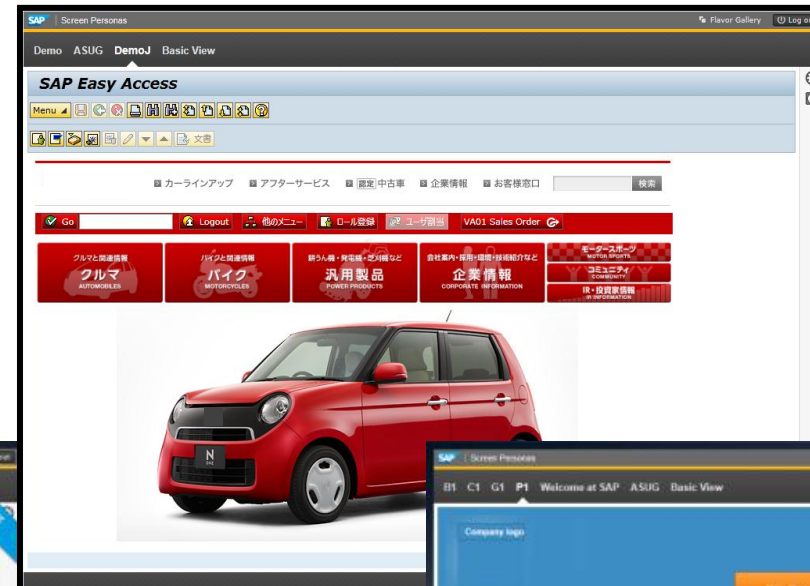 SAP | Screen Personas
Flavor Gallery
Log o
Demo ASUG DemoJ Basic View
SAP Easy Access
Menu
文書
カーラインアップ アフターサービス 認定 中古車 企業情報 お客様窓口 検索
Go Logout 他のメニュー ロール登録 ユーザ割当 VA01 Sales Order
クルマと関連情報
クルマ
AUTOMOBILES
バイクと関連情報
バイク
MOTORCYCLES
耕うん機・発電機・芝刈機など
汎用製品
POWER PRODUCTS
会社案内・採用・環境・技術紹介など
企業情報
CORPORATE INFORMATION
モータースポーツ
MOTOR SPORTS
コミュニティ
COMMUNITY
IR・投資家情報
IR INFORMATION
N
ONE
SAP | Screen Personas
B1 C1 G1 P1 Welcome at SAP ASUG Basic View
Company logo